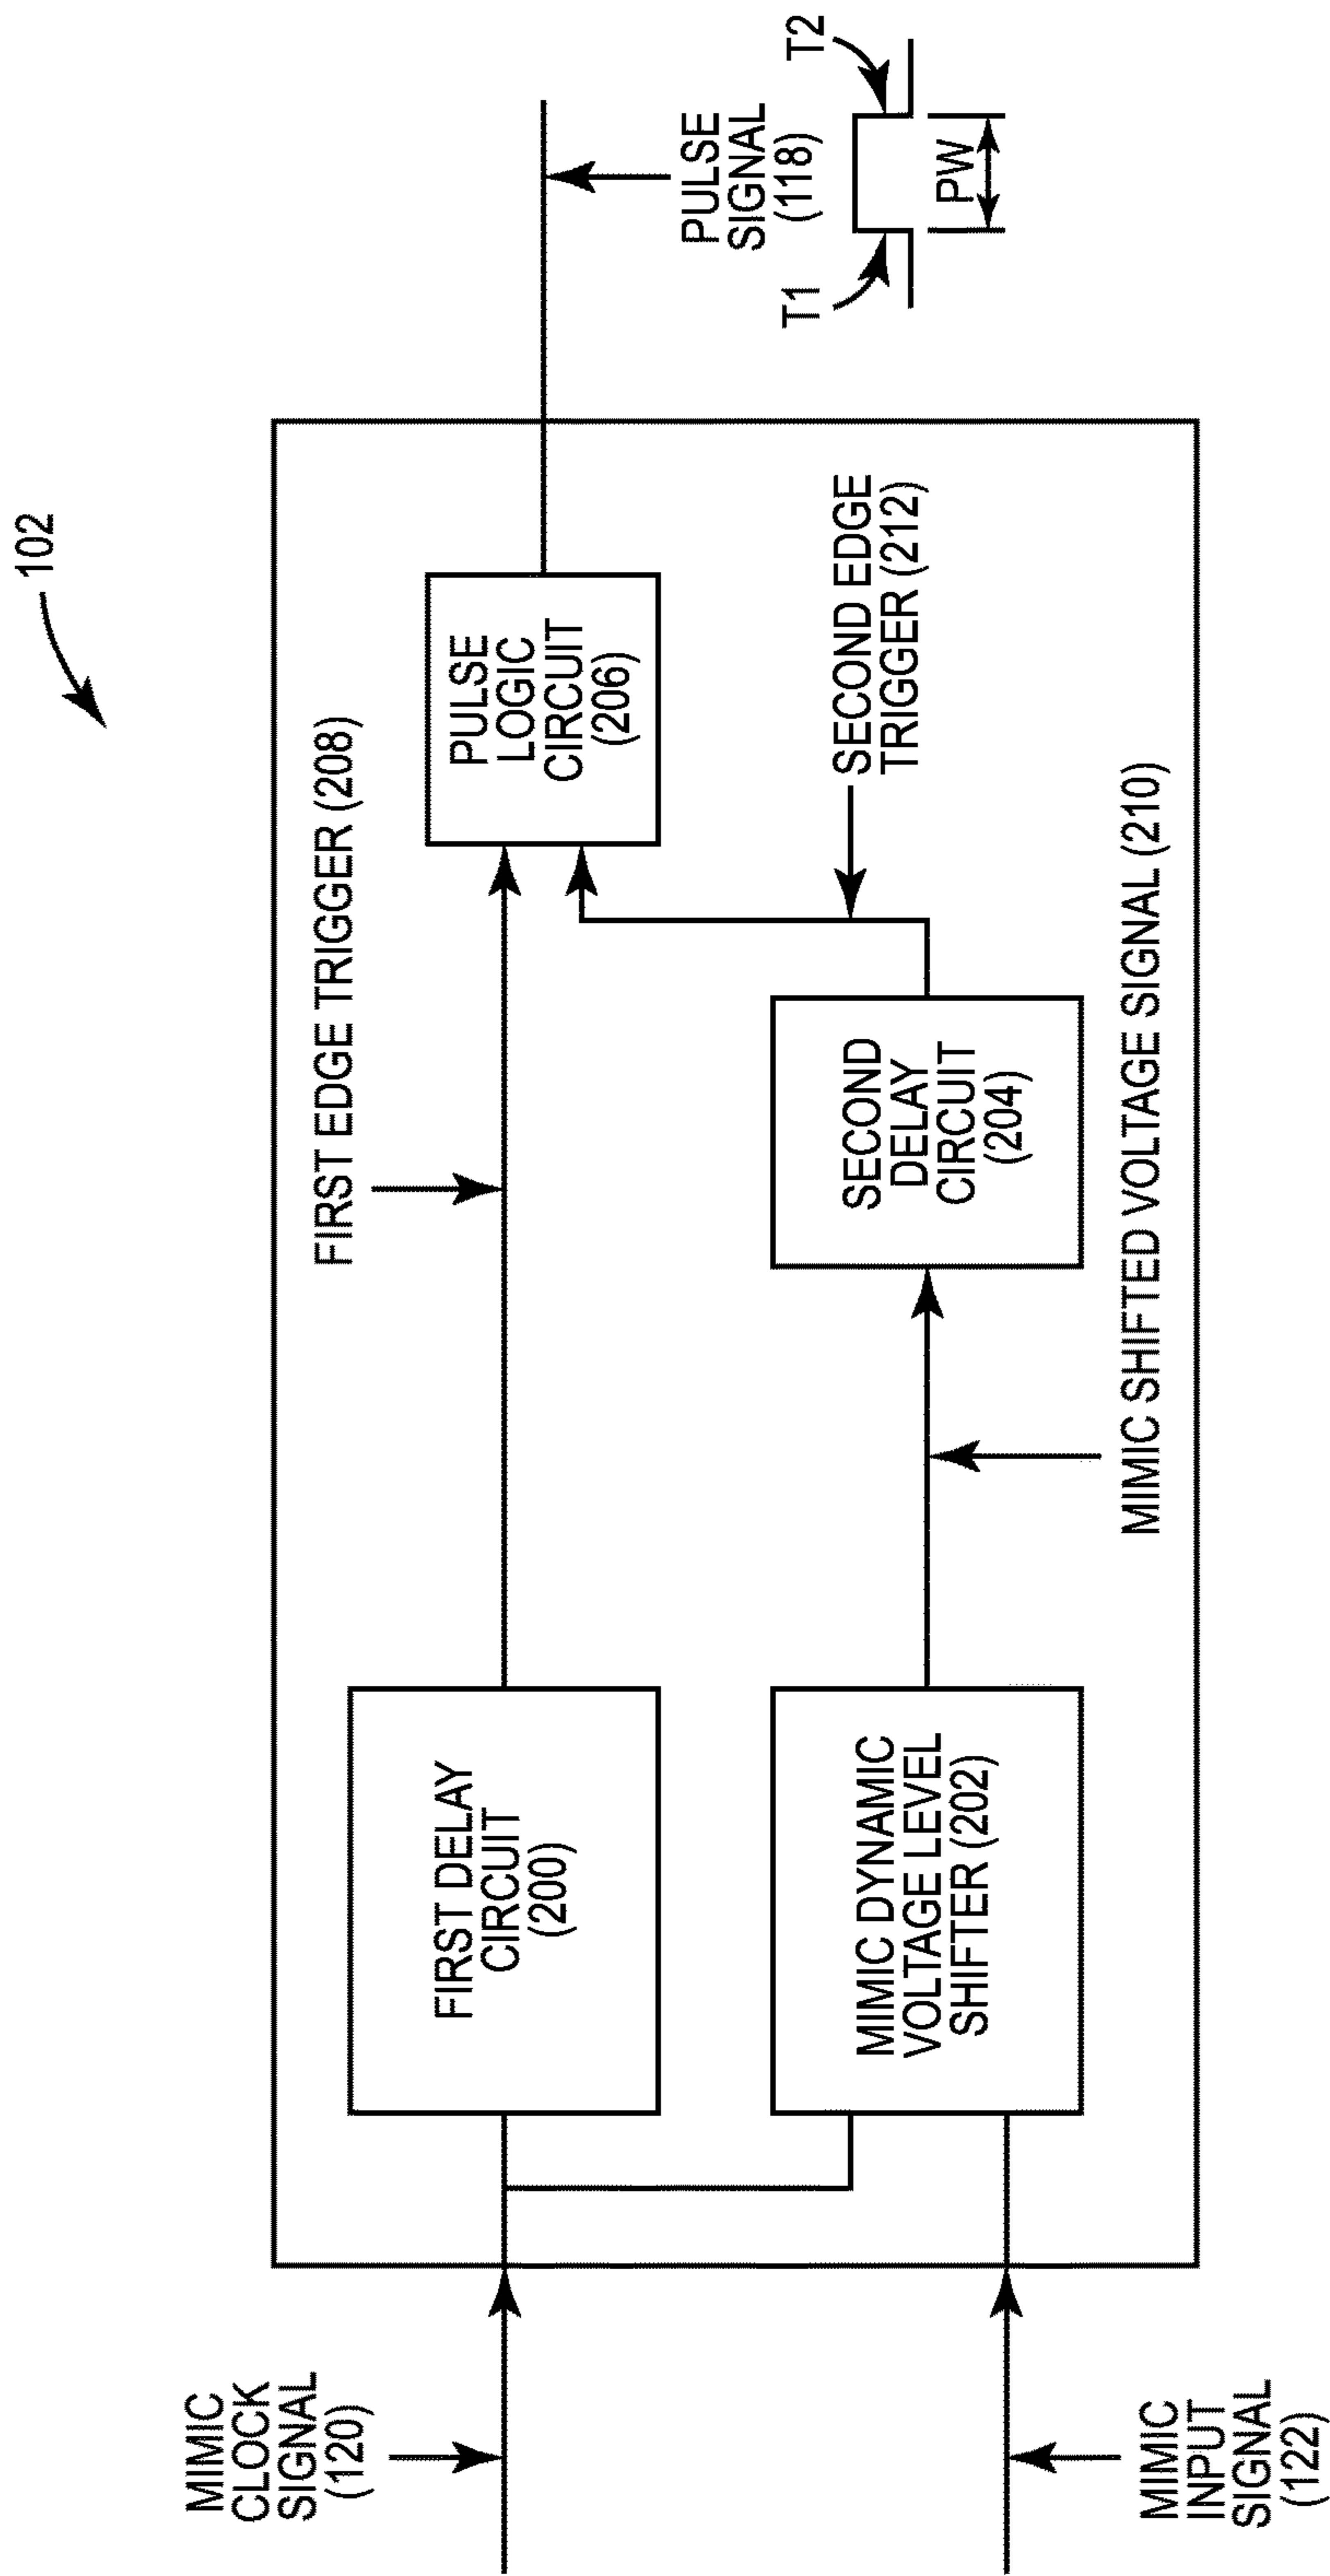 102
MIMIC
CLOCK
SIGNAL
(120)
FIRST DELAY
CIRCUIT
(200)
FIRST EDGE TRIGGER (208)
PULSE
LOGIC
CIRCUIT
(206)
PULSE
SIGNAL
(118)
T1
T2
PW
MIMIC
INPUT
SIGNAL
(122)
MIMIC DYNAMIC
VOLTAGE LEVEL
SHIFTER (202)
MIMIC SHIFTED VOLTAGE SIGNAL (210)
SECOND
DELAY
CIRCUIT
(204)
SECOND EDGE
TRIGGER (212)